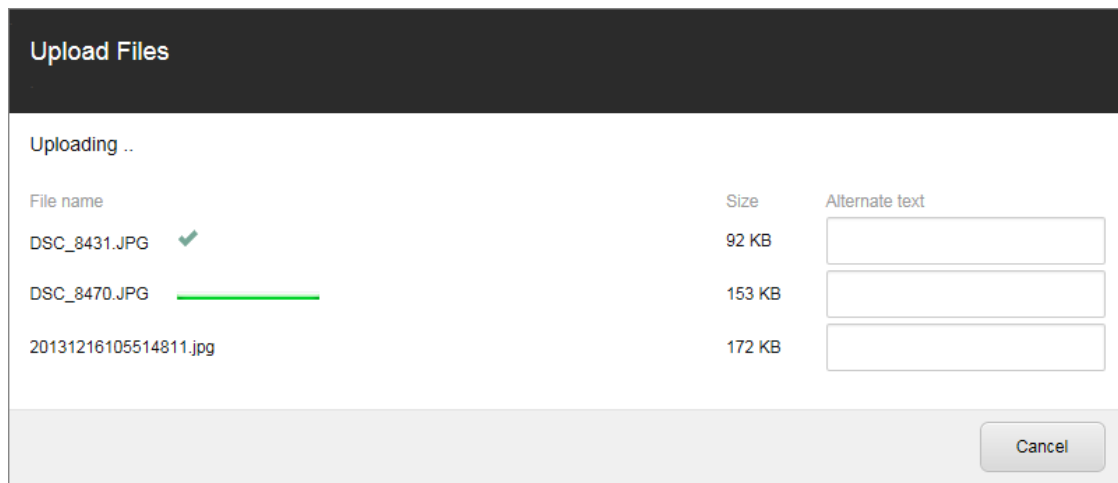 Upload Files
Uploading ..
File name Size Alternate text
DSC_8431.JPG 92 KB
DSC_8470.JPG 153 KB
20131216105514811.jpg 172 KB
Cancel